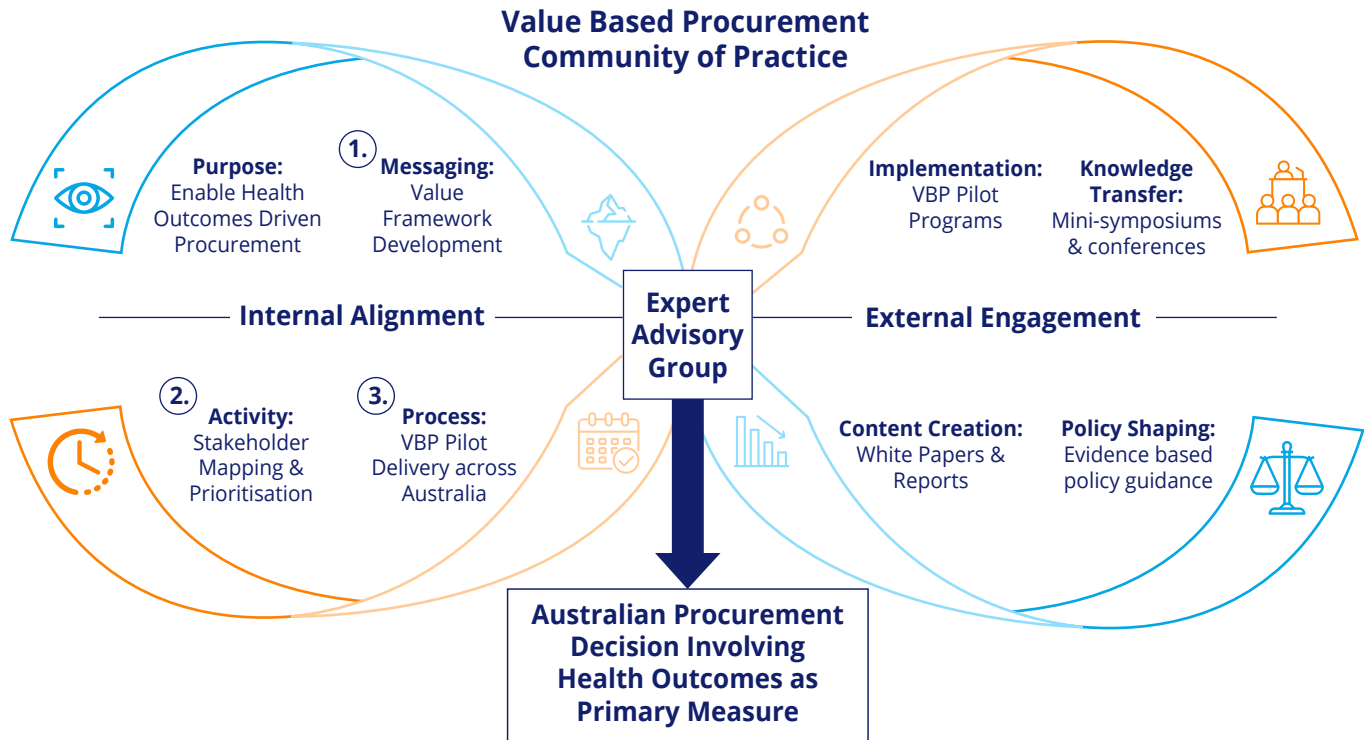 Value Based Procurement
Community of Practice
Purpose:
Enable Health
Outcomes Driven
Procurement
1.
Messaging:
Value
Framework
Development
Implementation:
VBP Pilot
Programs
Knowledge
Transfer:
Mini-symposiums
& conferences
Internal Alignment
Expert
Advisory
Group
External Engagement
2.
Activity:
Stakeholder
Mapping &
Prioritisation
3.
Process:
VBP Pilot
Delivery across
Australia
Content Creation:
White Papers &
Reports
Policy Shaping:
Evidence based
policy guidance
Australian Procurement
Decision Involving
Health Outcomes as
Primary Measure